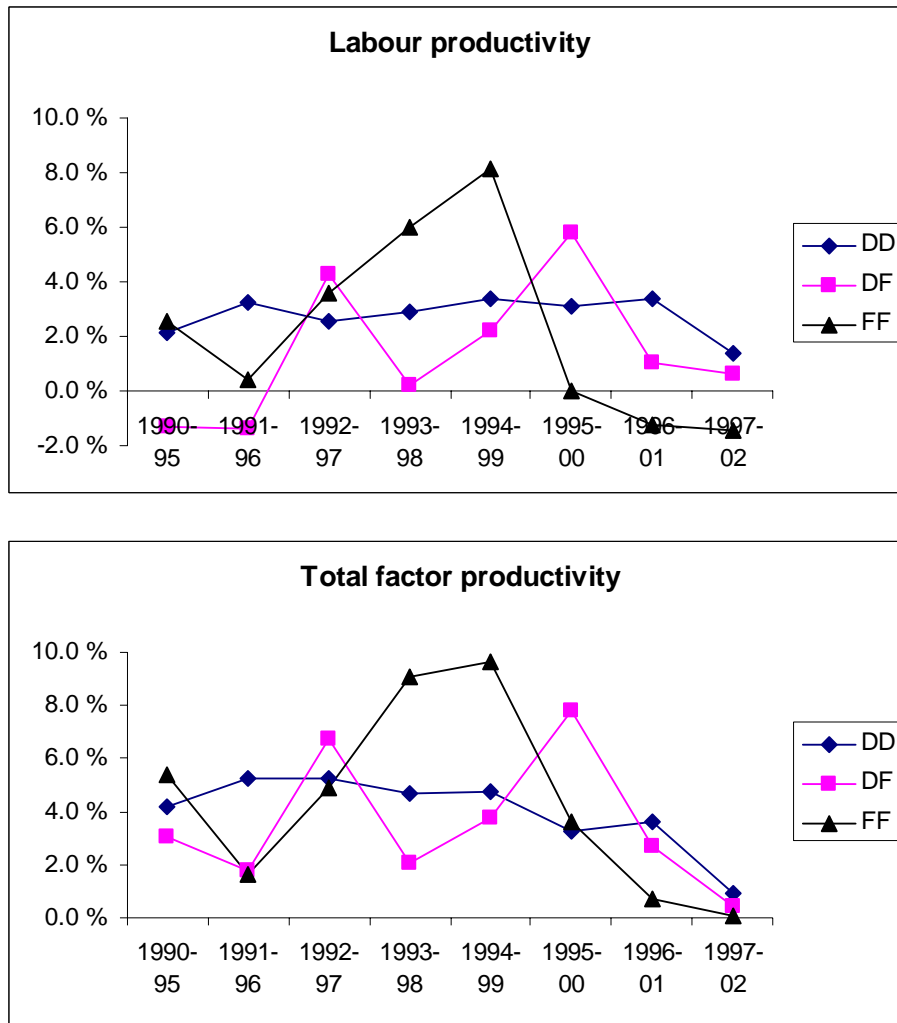 Labour productivity
10.0 %
8.0 %
6.0 %
4.0 %
2.0 %
0.0 %
-2.0 %
1990- 1991- 1992- 1993- 1994- 1995- 1996- 1997-
95 96 97 98 99 00 01 02
DD
DF
FF
Total factor productivity
10.0 %
8.0 %
6.0 %
4.0 %
2.0 %
0.0 %
1990- 1991- 1992- 1993- 1994- 1995- 1996- 1997-
95 96 97 98 99 00 01 02
DD
DF
FF